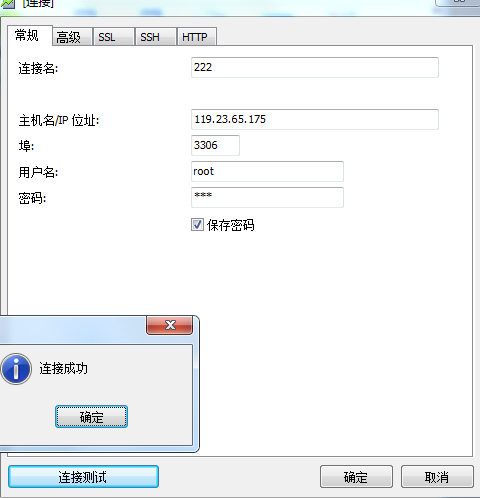 [连接]
常规 高级 SSL SSH HTTP
连接名: 222
主机名/IP 位址: 119.23.65.175
埠: 3306
用户名: root
密码: ***
保存密码
连接成功
确定
连接测试 确定 取消